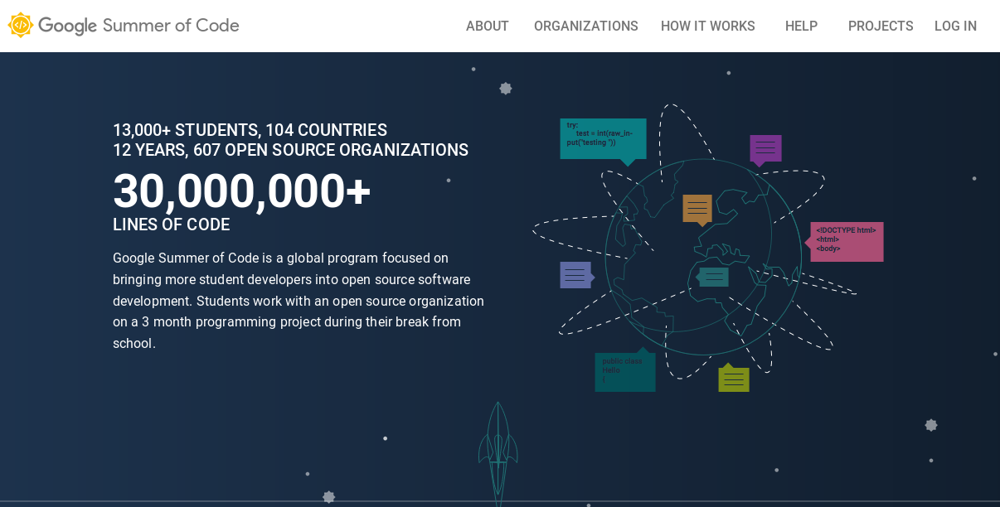 Google Summer of Code
ABOUT ORGANIZATIONS HOW IT WORKS HELP PROJECTS LOG IN
13,000+ STUDENTS, 104 COUNTRIES
12 YEARS, 607 OPEN SOURCE ORGANIZATIONS
30,000,000+
LINES OF CODE
Google Summer of Code is a global program focused on
bringing more student developers into open source software
development. Students work with an open source organization
on a 3 month programming project during their break from
school.
try:
test = int(raw_in-
put("testing "))
<!DOCTYPE html>
<html>
<body>
public class
Hello
{